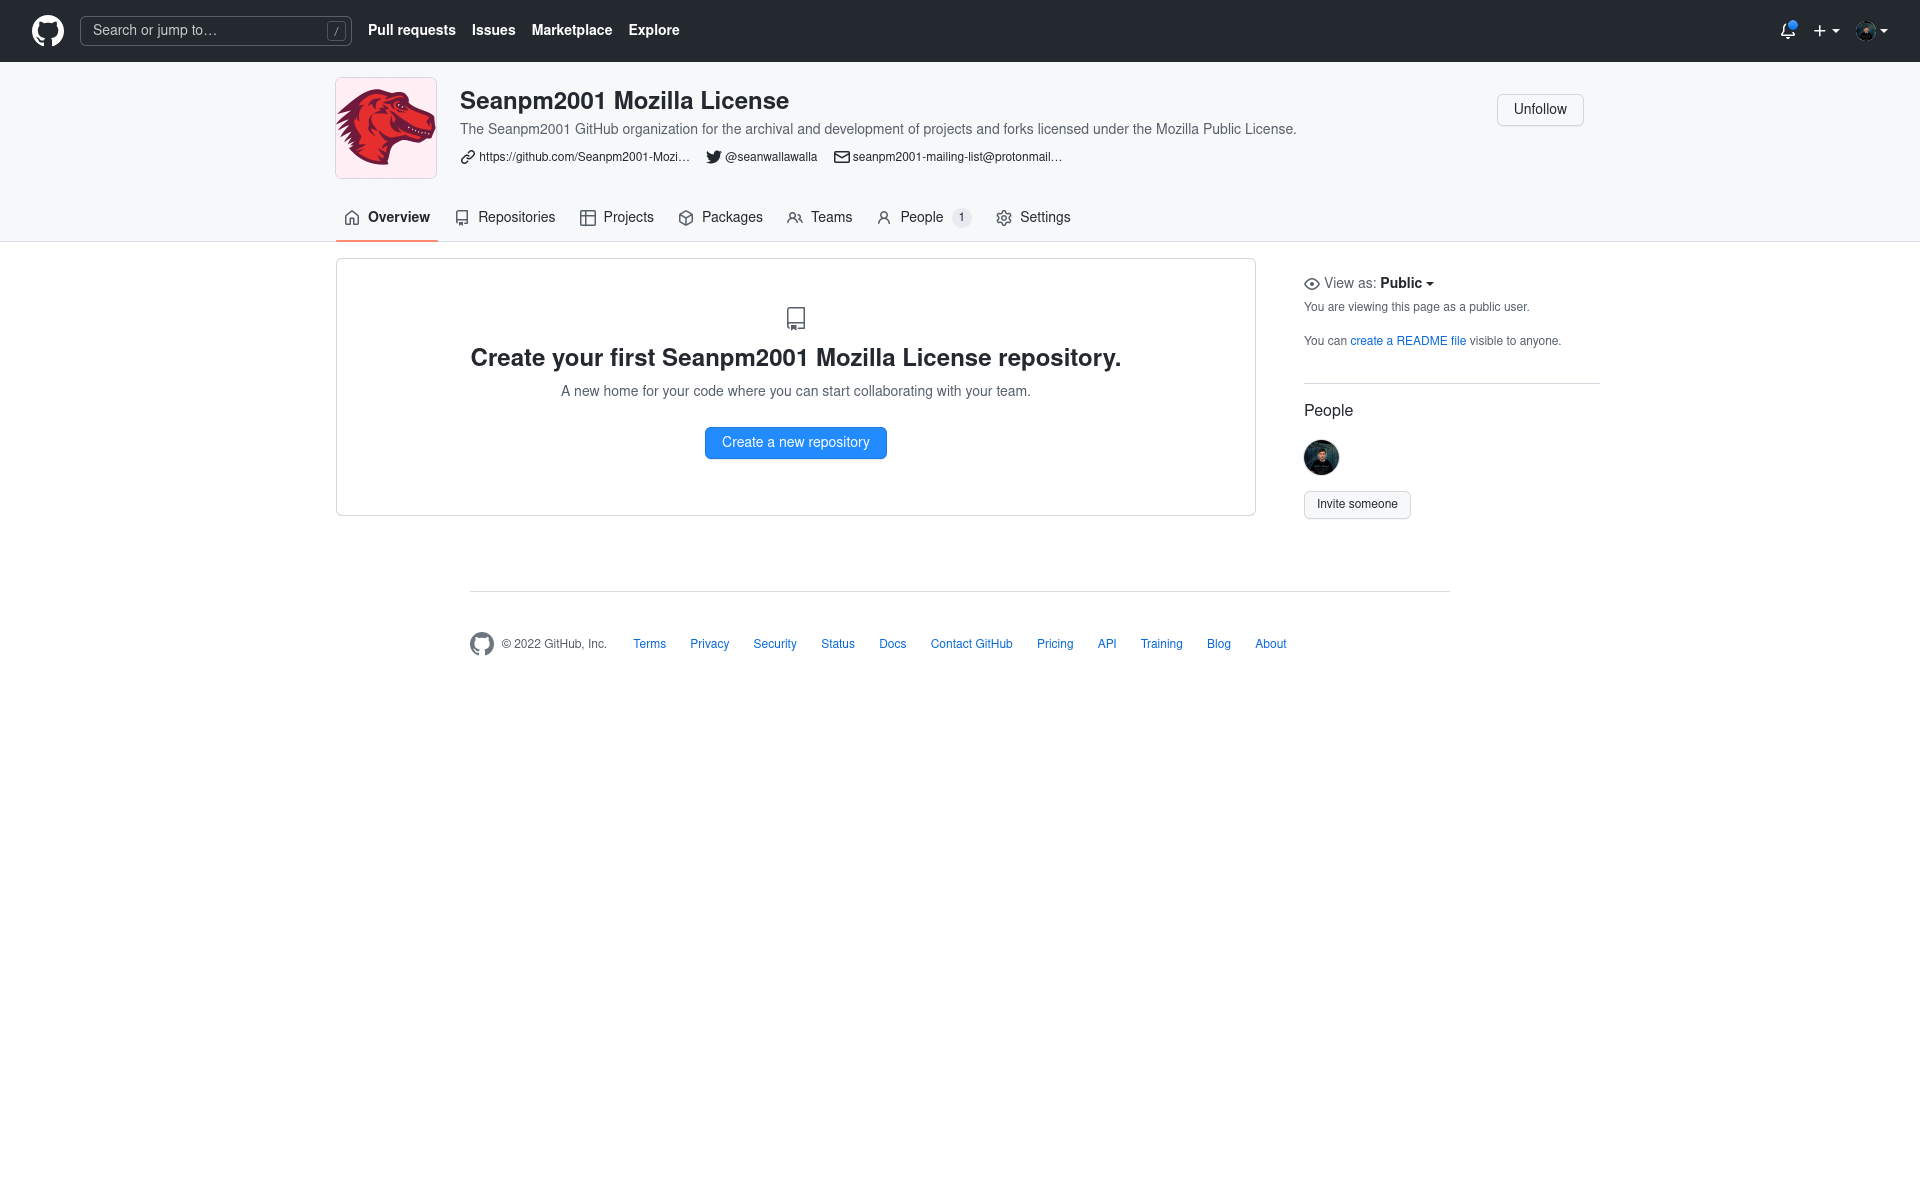 Search or jump to… /
Pull requests
Issues
Marketplace
Explore
Seanpm2001 Mozilla License
The Seanpm2001 GitHub organization for the archival and development of projects and forks licensed under the Mozilla Public License.
https://github.com/Seanpm2001-Mozi…
@seanwallawalla
seanpm2001-mailing-list@protonmail…
Unfollow
Overview
Repositories
Projects
Packages
Teams
People 1
Settings
Create your first Seanpm2001 Mozilla License repository.
A new home for your code where you can start collaborating with your team.
Create a new repository
View as: Public
You are viewing this page as a public user.
You can create a README file visible to anyone.
People
Invite someone
© 2022 GitHub, Inc.
Terms
Privacy
Security
Status
Docs
Contact GitHub
Pricing
API
Training
Blog
About